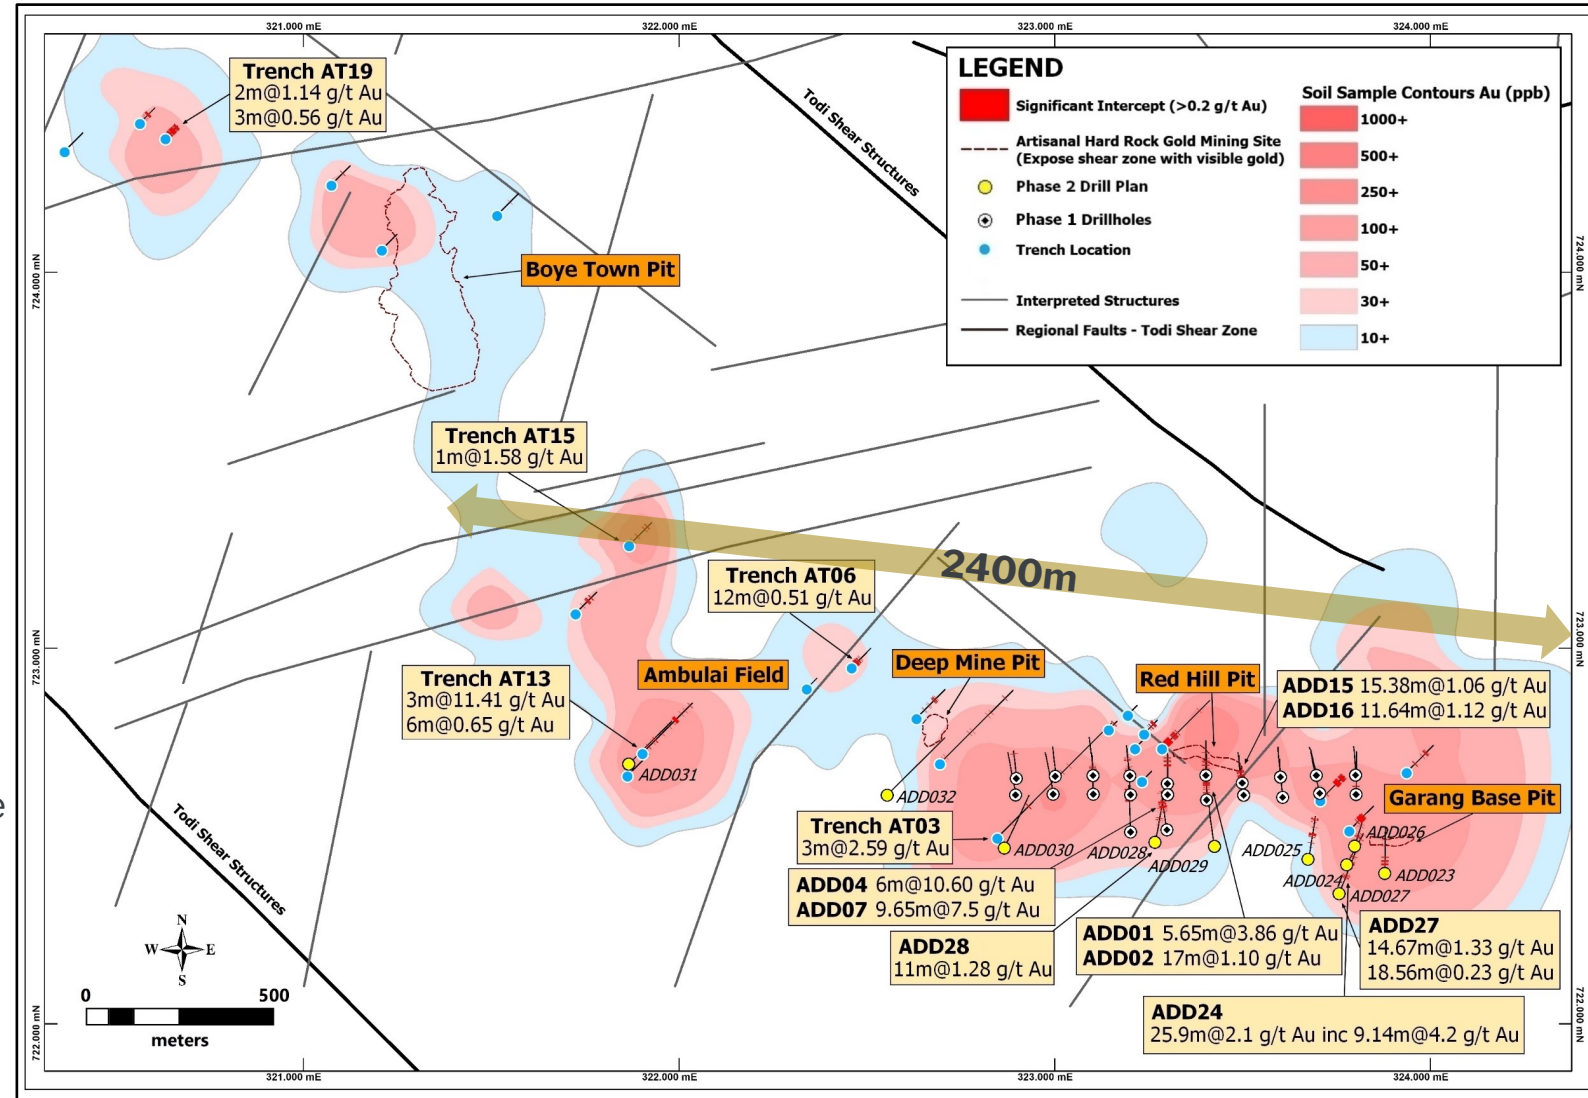 321.000 mE
322.000 mE
323.000 mE
324.000 mE
Trench AT19
2m@1.14 g/t Au
3m@0.56 g/t Au
Todi Shear Structures
LEGEND
Significant Intercept (>0.2 g/t Au)
Artisanal Hard Rock Gold Mining Site
(Expose shear zone with visible gold)
Phase 2 Drill Plan
Phase 1 Drillholes
Trench Location
Interpreted Structures
Regional Faults - Todi Shear Zone
Soil Sample Contours Au (ppb)
1000+
500+
250+
100+
50+
30+
10+
724.000 mN
724.000 mN
Boye Town Pit
Trench AT15
1m@1.58 g/t Au
2400m
Trench AT06
12m@0.51 g/t Au
723.000 mN
723.000 mN
Trench AT13
3m@11.41 g/t Au
6m@0.65 g/t Au
Ambulai Field
Deep Mine Pit
Red Hill Pit
ADD15 15.38m@1.06 g/t Au
ADD16 11.64m@1.12 g/t Au
ADD031
ADD032
Garang Base Pit
Trench AT03
3m@2.59 g/t Au
ADD030
ADD028
ADD029
ADD025
ADD026
ADD024
ADD023
ADD027
Todi Shear Structures
ADD04 6m@10.60 g/t Au
ADD07 9.65m@7.5 g/t Au
ADD28
11m@1.28 g/t Au
ADD01 5.65m@3.86 g/t Au
ADD02 17m@1.10 g/t Au
ADD27
14.67m@1.33 g/t Au
18.56m@0.23 g/t Au
ADD24
25.9m@2.1 g/t Au inc 9.14m@4.2 g/t Au
N
W
E
S
0
500
meters
722.000 mN
722.000 mN
321.000 mE
322.000 mE
323.000 mE
324.000 mE